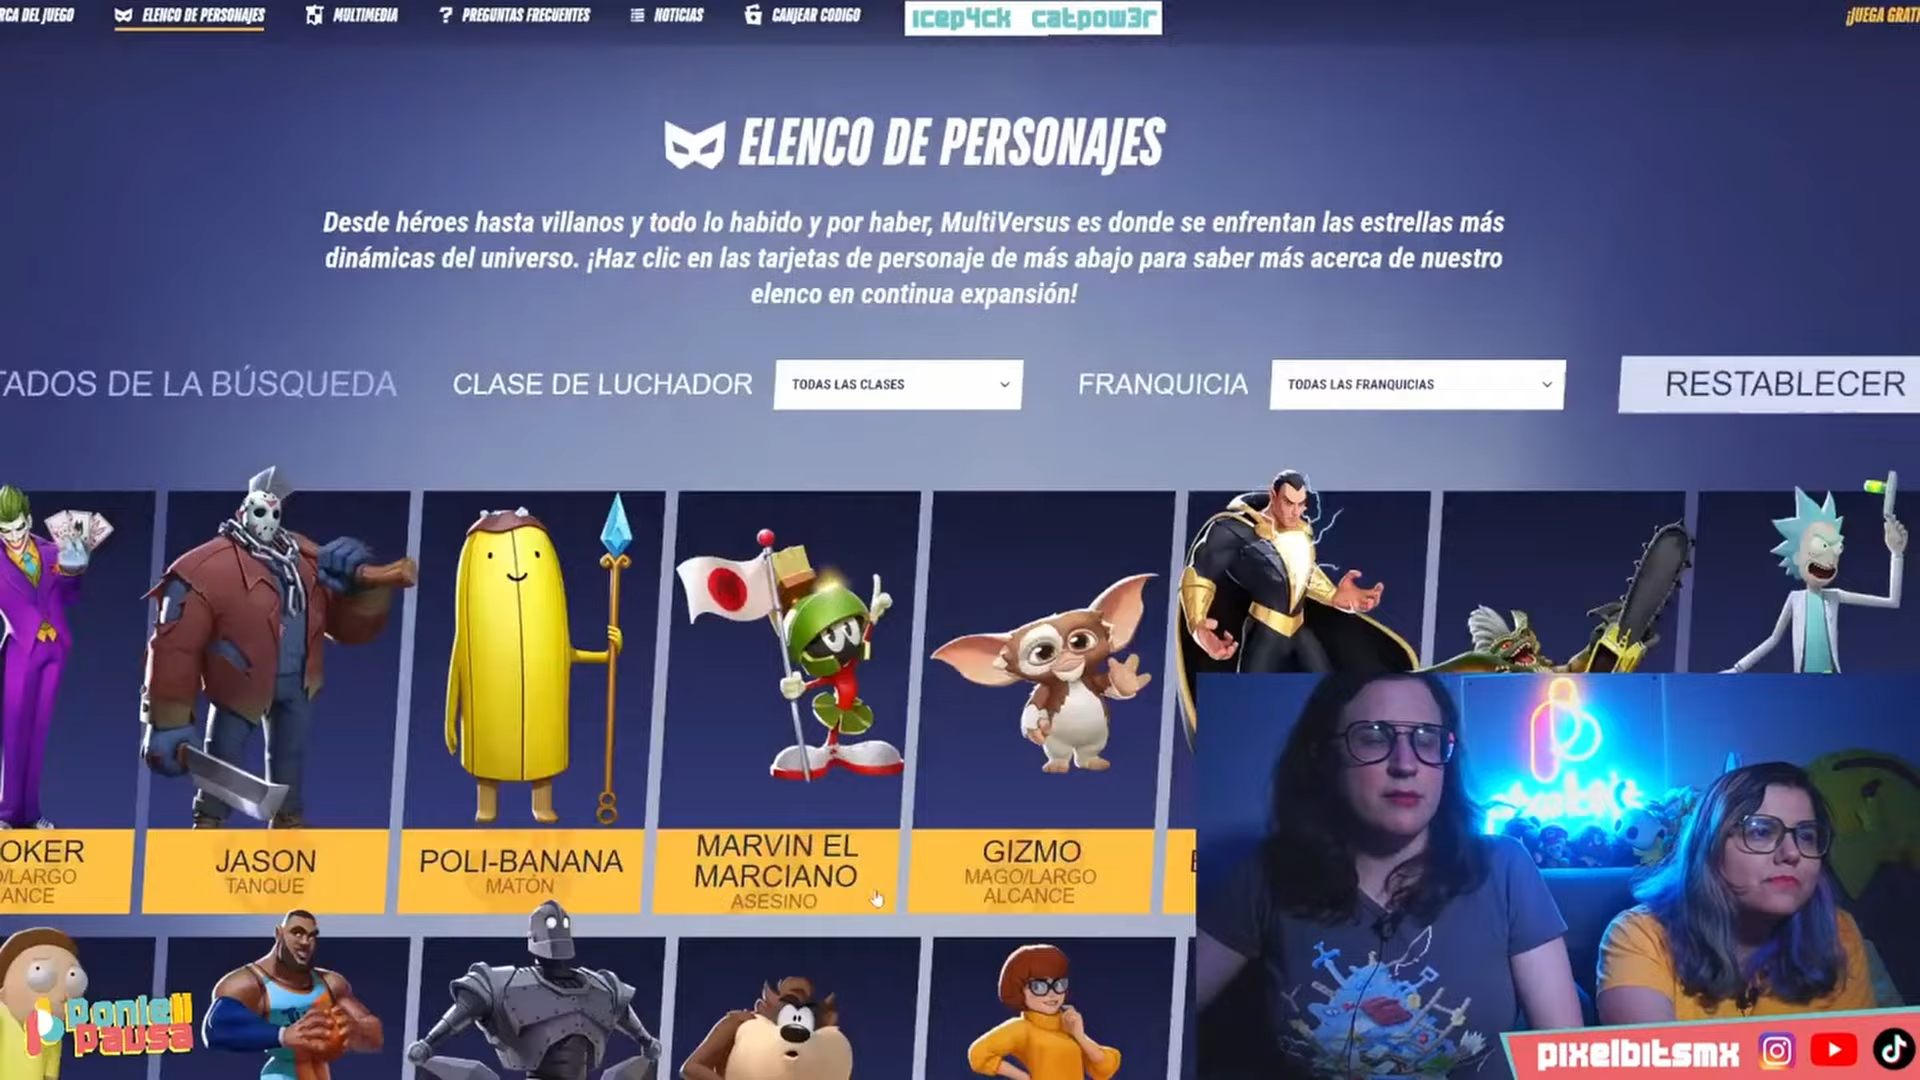 RCA DEL JUEGO
ELENCO DE PERSONAJES
MULTIMEDIA
? PREGUNTAS FRECUENTES
NOTICIAS
CANJEAR CODIGO
icep4ck catpow3r
¡JUEGA GRATI
ELENCO DE PERSONAJES
Desde héroes hasta villanos y todo lo habido y por haber, MultiVersus es donde se enfrentan las estrellas más
dinámicas del universo. ¡Haz clic en las tarjetas de personaje de más abajo para saber más acerca de nuestro
elenco en continua expansión!
TADOS DE LA BÚSQUEDA
CLASE DE LUCHADOR
TODAS LAS CLASES
FRANQUICIA
TODAS LAS FRANQUICIAS
RESTABLECER
OKER
O/LARGO
ANCE
JASON
TANQUE
POLI-BANANA
MATÓN
MARVIN EL
MARCIANO
ASESINO
GIZMO
MAGO/LARGO
ALCANCE
Ponle
Pausa
pixelbitsmx